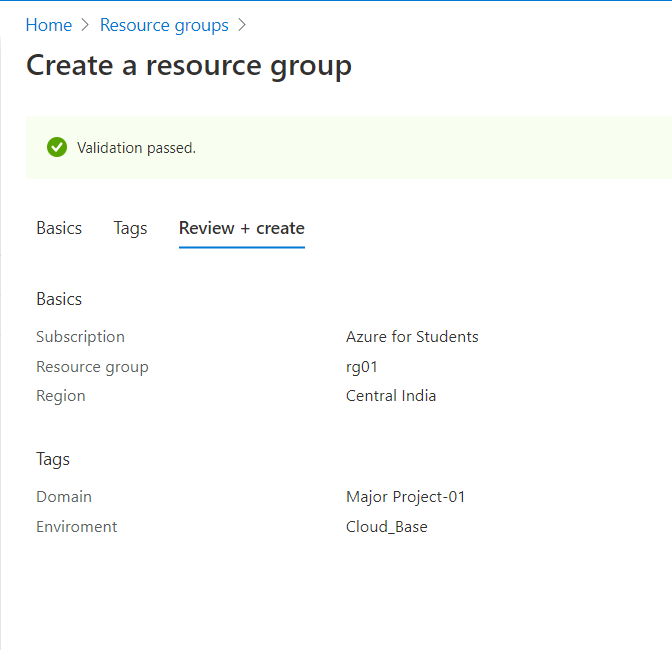 Home > Resource groups >
Create a resource group
Validation passed.
Basics Tags Review + create
Basics
Subscription Azure for Students
Resource group rg01
Region Central India
Tags
Domain Major Project-01
Enviroment Cloud_Base